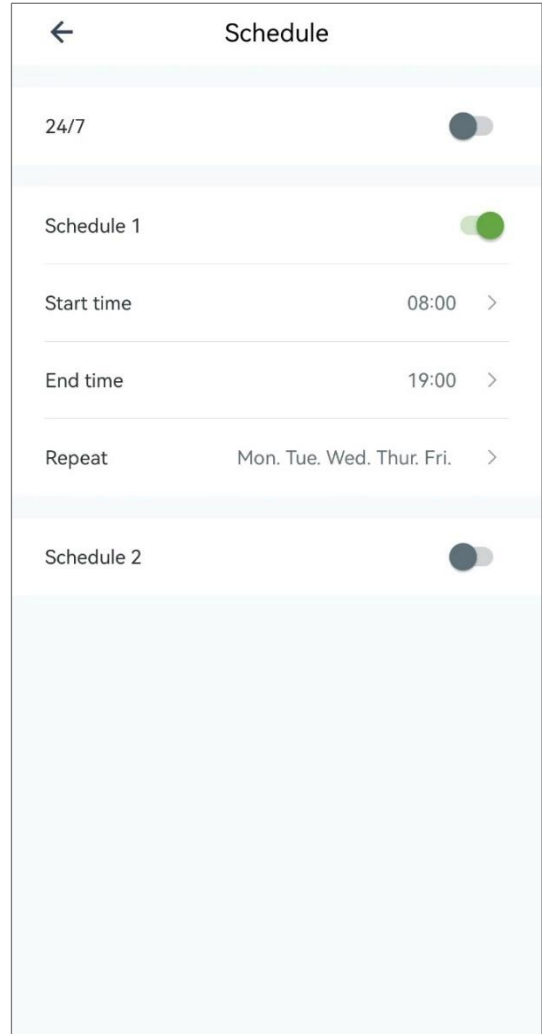 Schedule
24/7
Schedule 1
Start time 08:00
End time 19:00
Repeat Mon. Tue. Wed. Thur. Fri.
Schedule 2